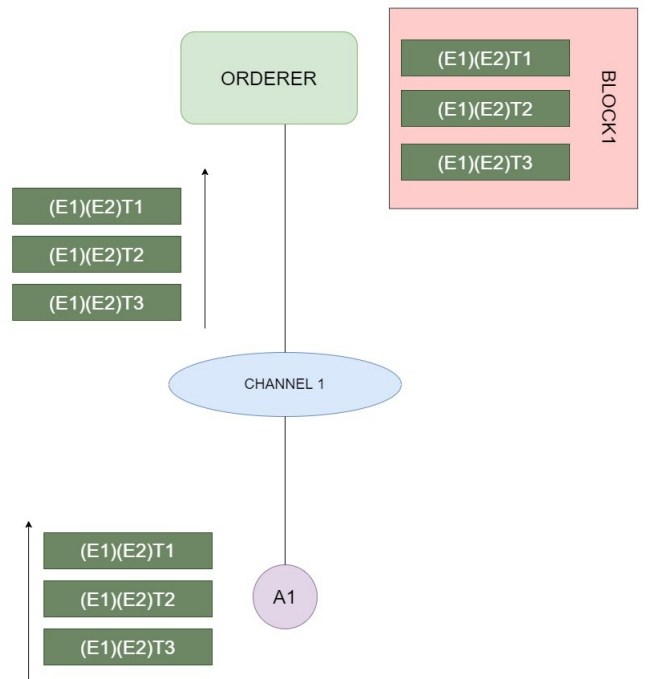 ORDERER
(E1)(E2)T1
(E1)(E2)T2
(E1)(E2)T3
BLOCK1
(E1)(E2)T1
(E1)(E2)T2
(E1)(E2)T3
CHANNEL 1
(E1)(E2)T1
(E1)(E2)T2
(E1)(E2)T3
A1